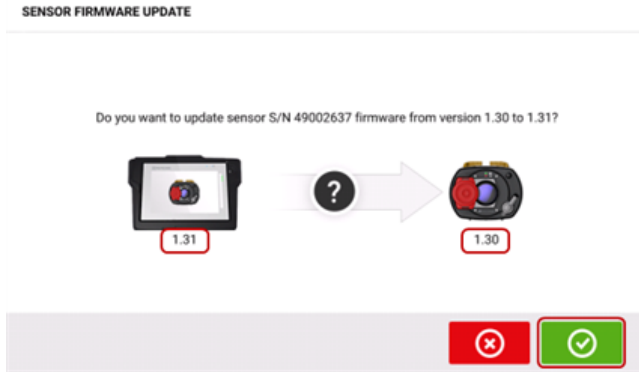 SENSOR FIRMWARE UPDATE
Do you want to update sensor S/N 49002637 firmware from version 1.30 to 1.31?
?
1.31
1.30